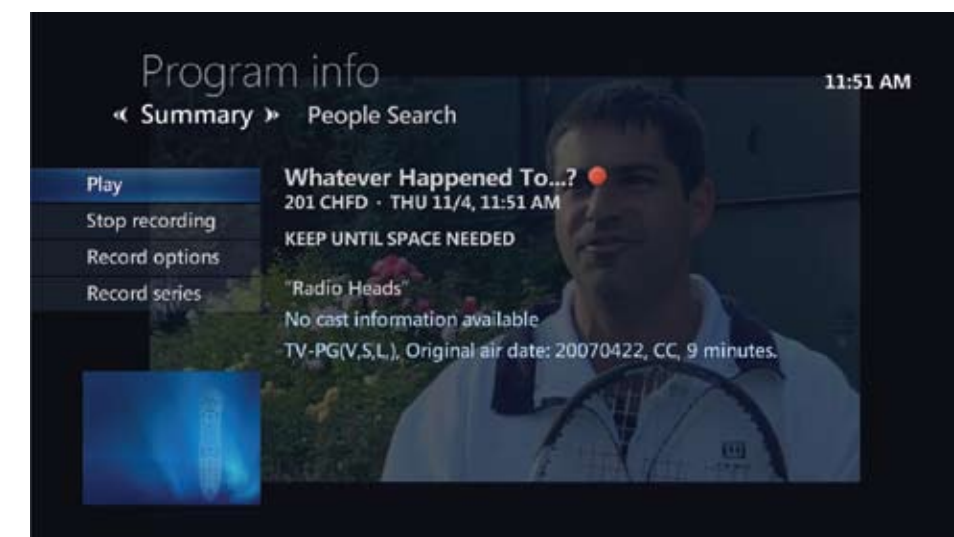 Program info
11:51 AM
« Summary » People Search
Play
Stop recording
Record options
Record series
Whatever Happened To...?
201 CHFD · THU 11/4, 11:51 AM
KEEP UNTIL SPACE NEEDED
"Radio Heads"
No cast information available
TV-PG(V,S,L,), Original air date: 20070422, CC, 9 minutes.